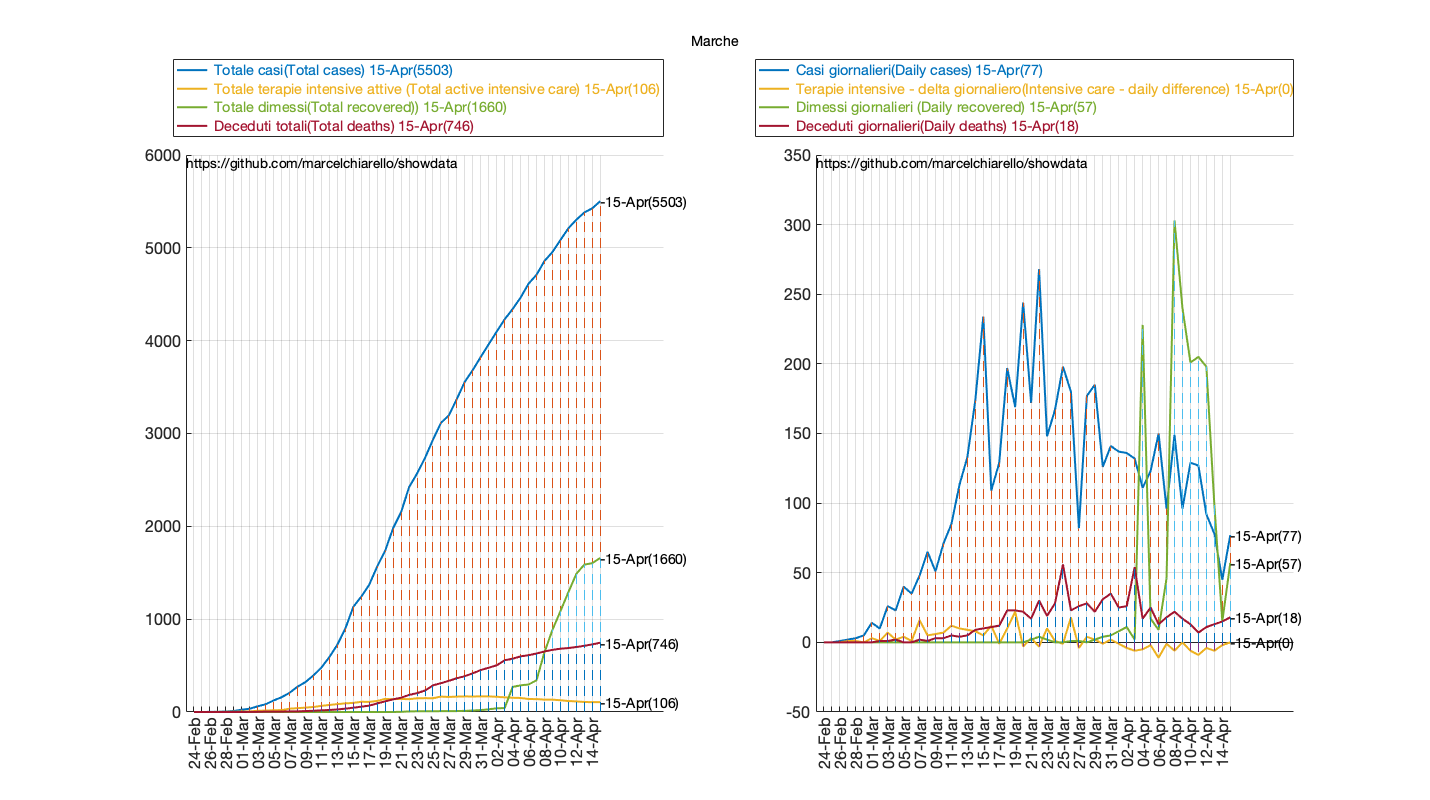 Marche
Totale casi(Total cases) 15-Apr(5503)
Totale terapie intensive attive (Total active intensive care) 15-Apr(106)
Totale dimessi(Total recovered)) 15-Apr(1660)
Deceduti totali(Total deaths) 15-Apr(746)
6000
https://github.com/marcelchiarello/showdata
15-Apr(5503)
5000
4000
3000
2000
15-Apr(1660)
1000
15-Apr(746)
15-Apr(106)
0
24-Feb
26-Feb
28-Feb
01-Mar
03-Mar
05-Mar
07-Mar
09-Mar
11-Mar
13-Mar
15-Mar
17-Mar
19-Mar
21-Mar
23-Mar
25-Mar
27-Mar
29-Mar
31-Mar
02-Apr
04-Apr
06-Apr
08-Apr
10-Apr
12-Apr
14-Apr
Casi giornalieri(Daily cases) 15-Apr(77)
Terapie intensive - delta giornaliero(Intensive care - daily difference) 15-Apr(0)
Dimessi giornalieri (Daily recovered) 15-Apr(57)
Deceduti giornalieri(Daily deaths) 15-Apr(18)
350
https://github.com/marcelchiarello/showdata
300
250
200
150
100
15-Apr(77)
15-Apr(57)
50
15-Apr(18)
0
15-Apr(0)
-50
24-Feb
26-Feb
28-Feb
01-Mar
03-Mar
05-Mar
07-Mar
09-Mar
11-Mar
13-Mar
15-Mar
17-Mar
19-Mar
21-Mar
23-Mar
25-Mar
27-Mar
29-Mar
31-Mar
02-Apr
04-Apr
06-Apr
08-Apr
10-Apr
12-Apr
14-Apr